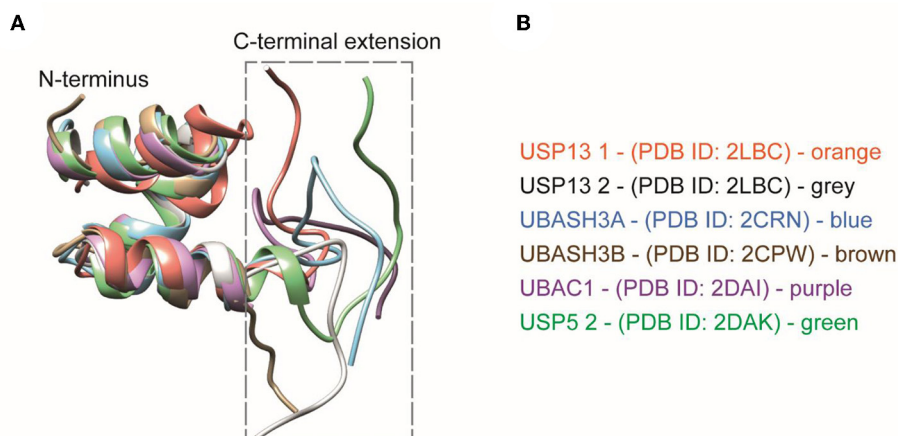 A
B
C-terminal extension
N-terminus
USP13 1 - (PDB ID: 2LBC) - orange
USP13 2 - (PDB ID: 2LBC) - grey
UBASH3A - (PDB ID: 2CRN) - blue
UBASH3B - (PDB ID: 2CPW) - brown
UBAC1 - (PDB ID: 2DAI) - purple
USP5 2 - (PDB ID: 2DAK) - green